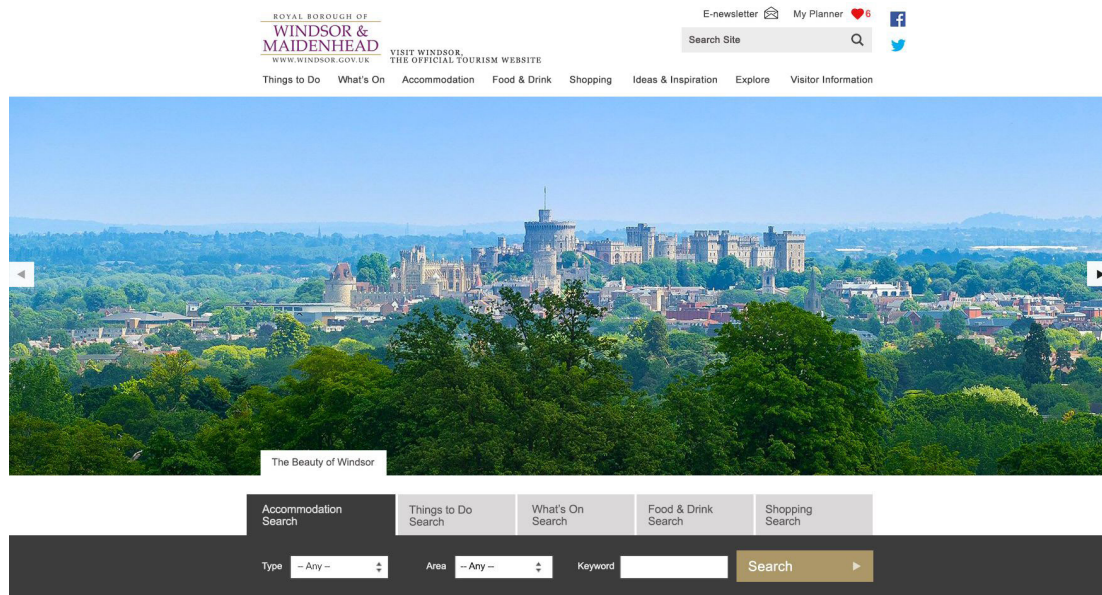 ROYAL BOROUGH OF
WINDSOR &
MAIDENHEAD
WWW.WINDSOR.GOV.UK
VISIT WINDSOR,
THE OFFICIAL TOURISM WEBSITE
E-newsletter My Planner 6
Search Site
Things to Do What's On Accommodation Food & Drink Shopping Ideas & Inspiration Explore Visitor Information
The Beauty of Windsor
Accommodation
Search
Things to Do
Search
What's On
Search
Food & Drink
Search
Shopping
Search
Type – Any – Area – Any – Keyword Search